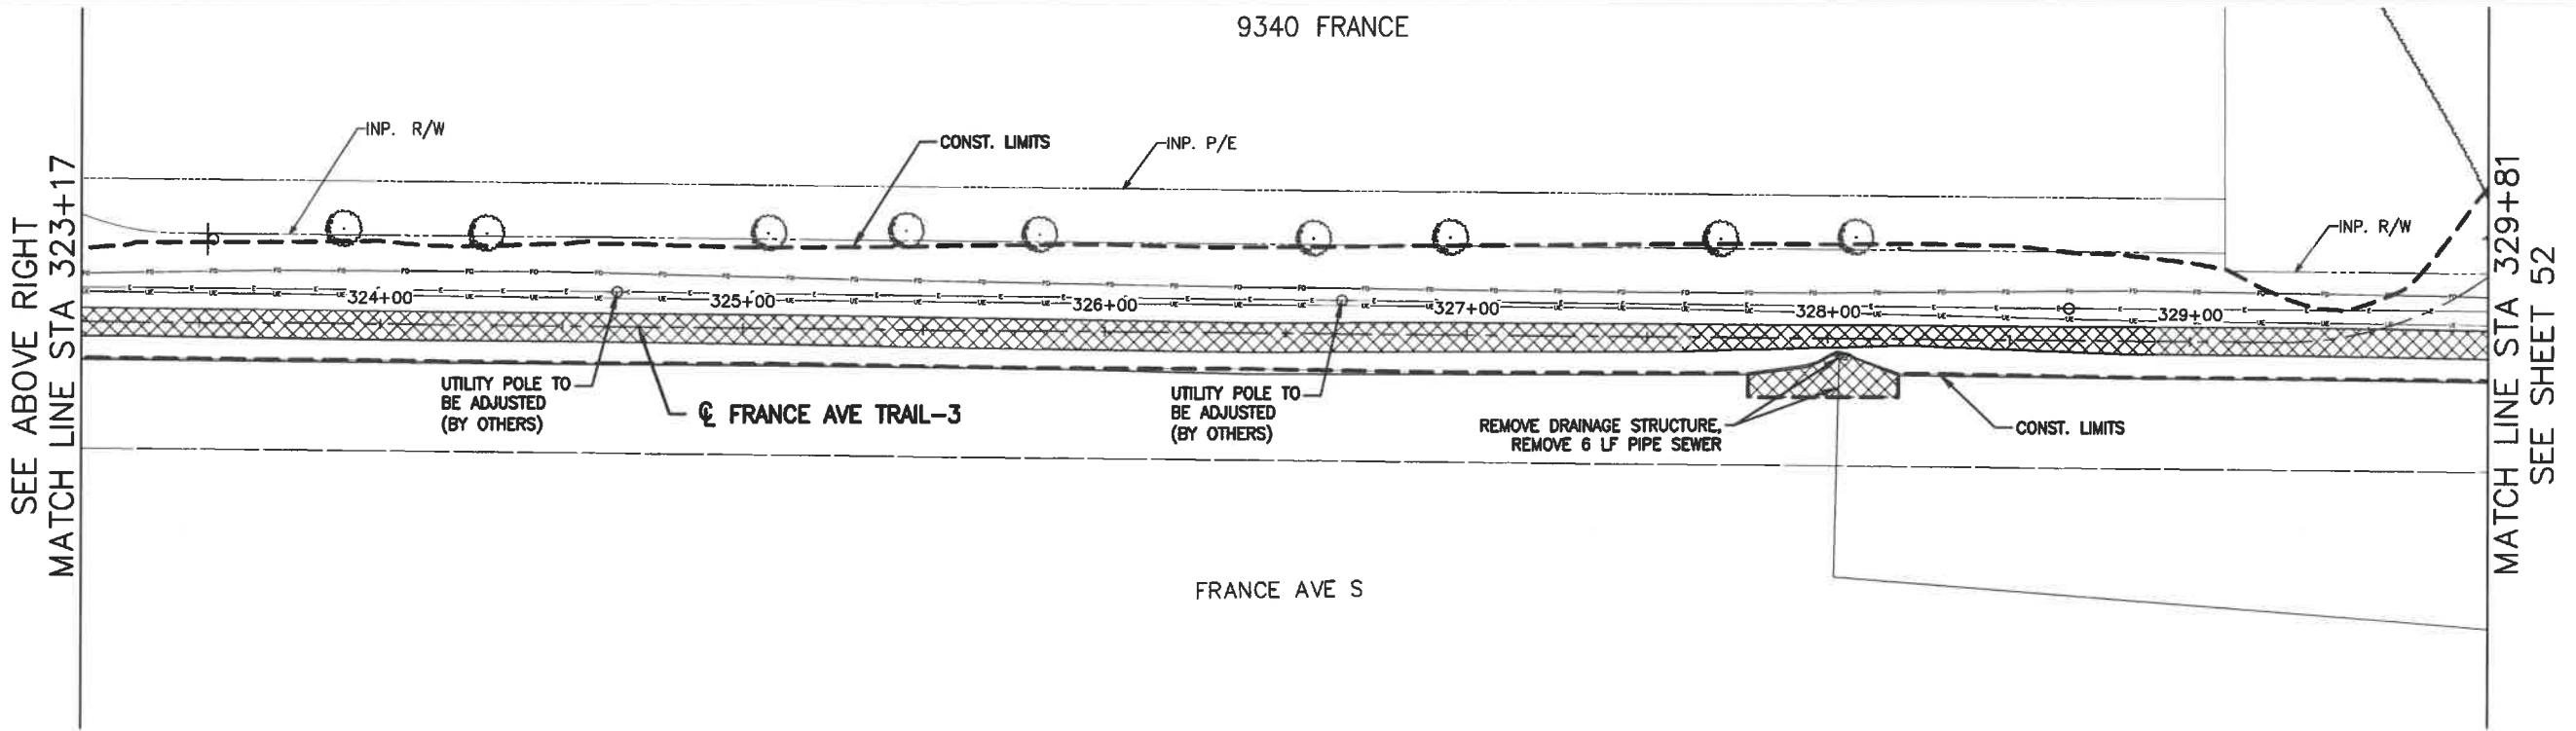 9340 FRANCE
SEE ABOVE RIGHT
MATCH LINE STA 323+17
INP. R/W
CONST. LIMITS
INP. P/E
INP. R/W
MATCH LINE STA 329+81
SEE SHEET 52
324+00
325+00
326+00
327+00
328+00
329+00
UTILITY POLE TO
BE ADJUSTED
(BY OTHERS)
℄ FRANCE AVE TRAIL-3
UTILITY POLE TO
BE ADJUSTED
(BY OTHERS)
REMOVE DRAINAGE STRUCTURE,
REMOVE 6 LF PIPE SEWER
CONST. LIMITS
FRANCE AVE S